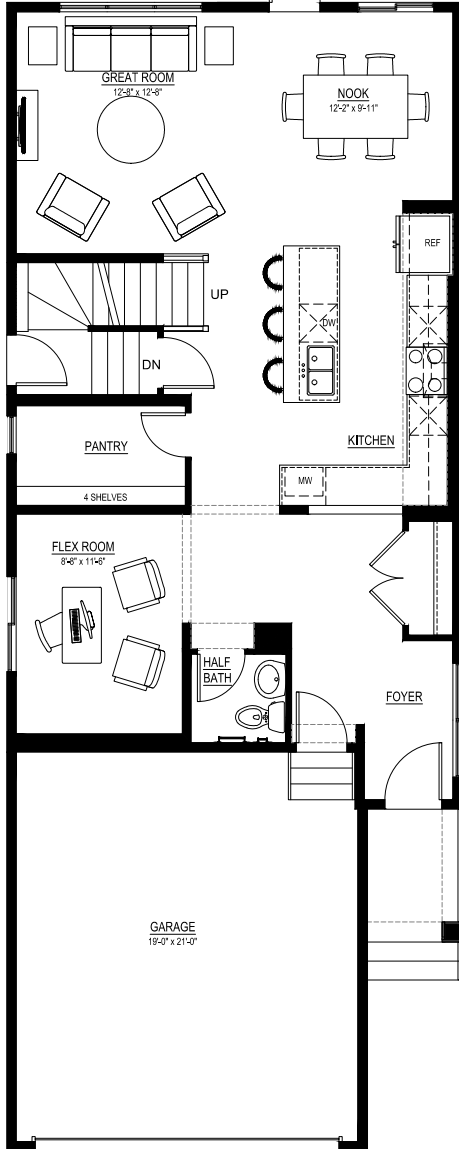 GREAT ROOM
12'-8" x 12'-8"
NOOK
12'-2" x 9'-11"
REF
UP
DW
DN
KITCHEN
PANTRY
MW
4 SHELVES
FLEX ROOM
8'-8" x 11'-6"
HALF
BATH
FOYER
GARAGE
19'-0" x 21'-0"